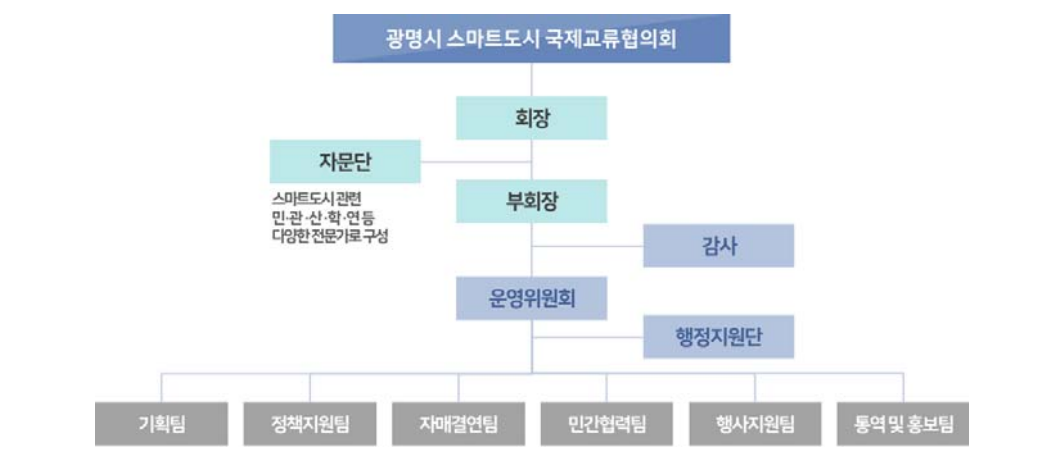 광명시 스마트도시 국제교류협의회
회장
자문단
스마트도시 관련
민·관·산·학·연 등
다양한 전문가로 구성
부회장
감사
운영위원회
행정지원단
기획팀
정책지원팀
자매결연팀
민간협력팀
행사지원팀
통역 및 홍보팀